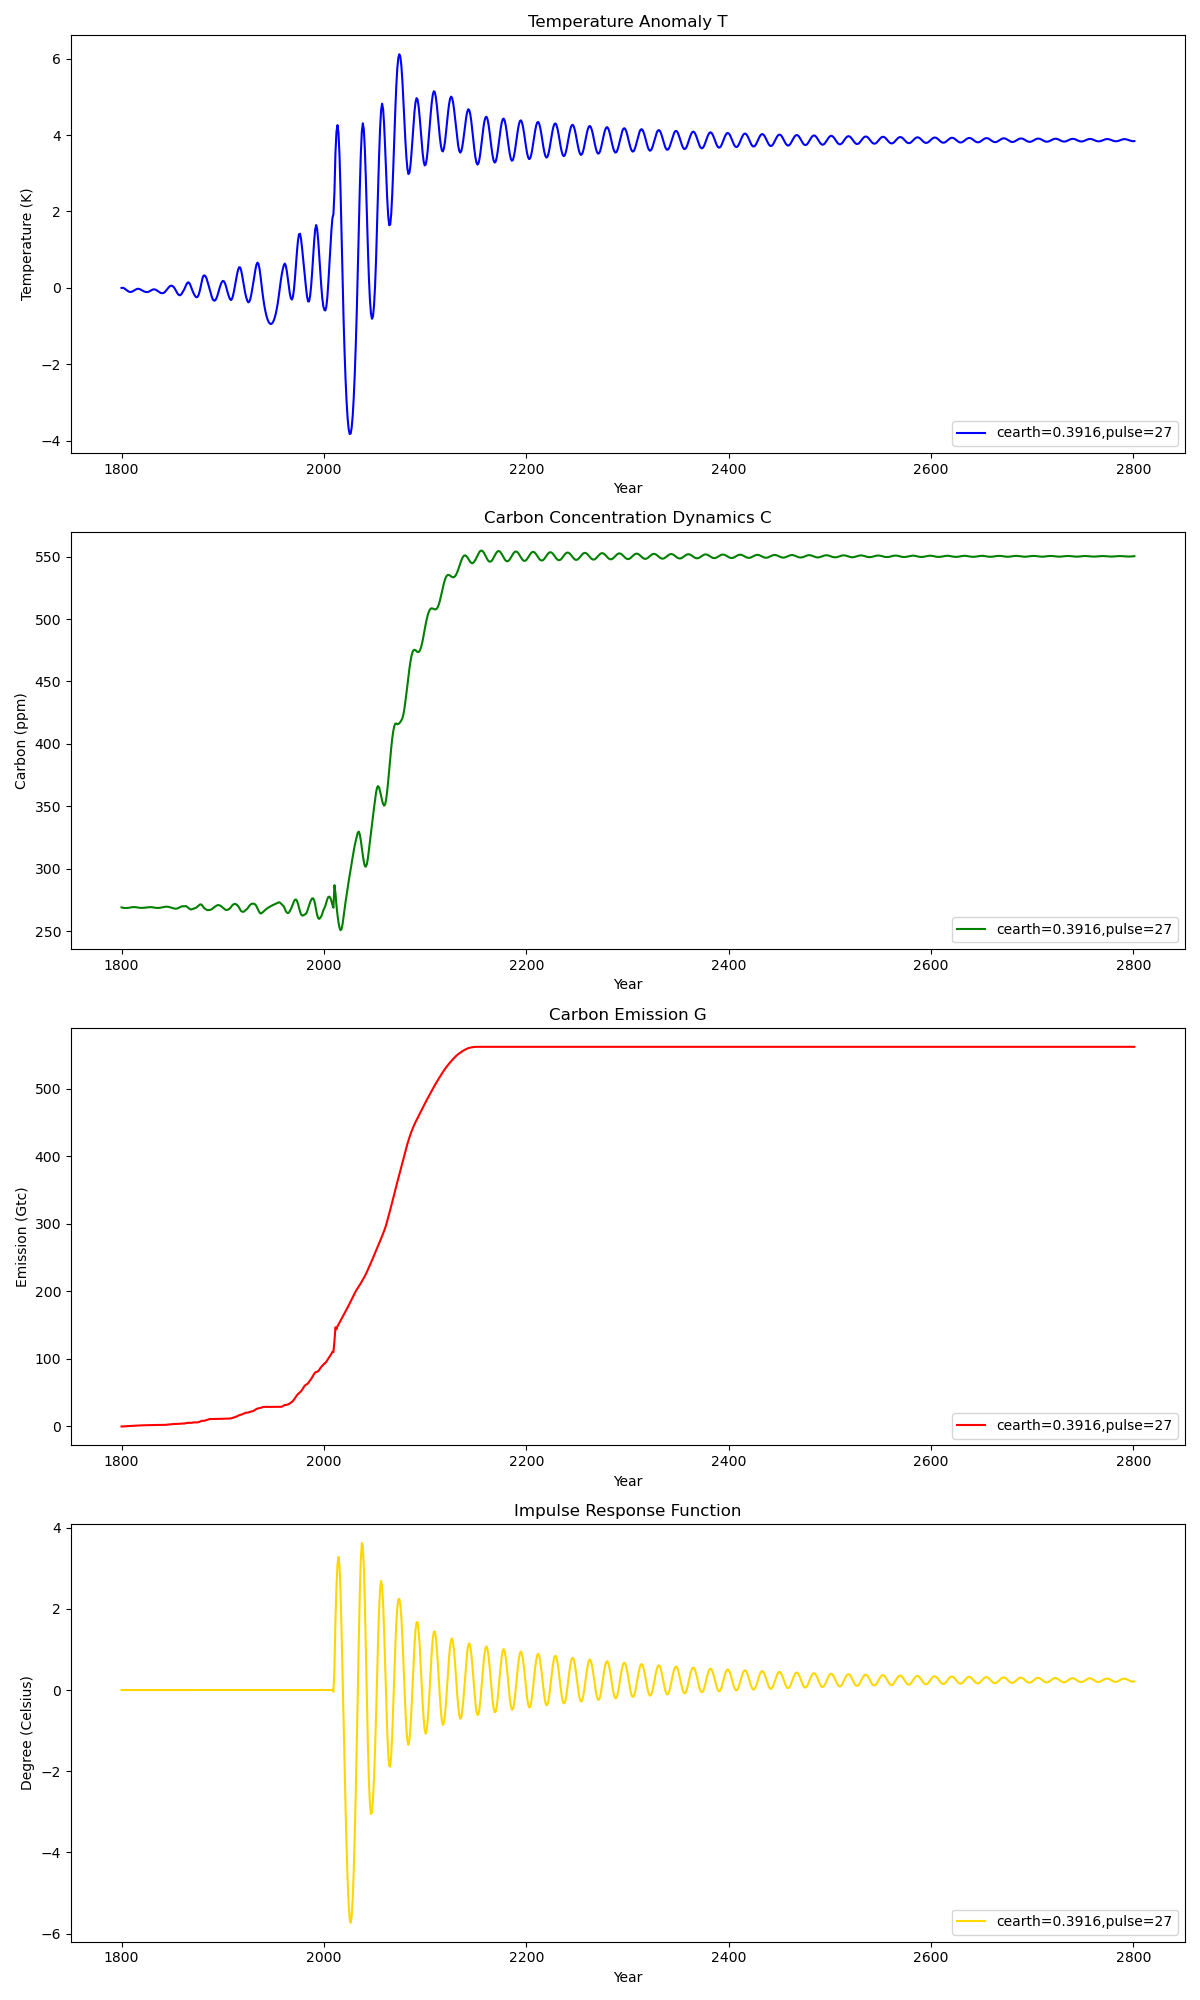 Temperature Anomaly T
6
4
2
0
−2
−4
Temperature (K)
cearth=0.3916,pulse=27
1800 2000 2200 2400 2600 2800
Year
Carbon Concentration Dynamics C
550
500
450
400
350
300
250
Carbon (ppm)
cearth=0.3916,pulse=27
1800 2000 2200 2400 2600 2800
Year
Carbon Emission G
500
400
300
200
100
0
Emission (Gtc)
cearth=0.3916,pulse=27
1800 2000 2200 2400 2600 2800
Year
Impulse Response Function
4
2
0
−2
−4
−6
Degree (Celsius)
cearth=0.3916,pulse=27
1800 2000 2200 2400 2600 2800
Year